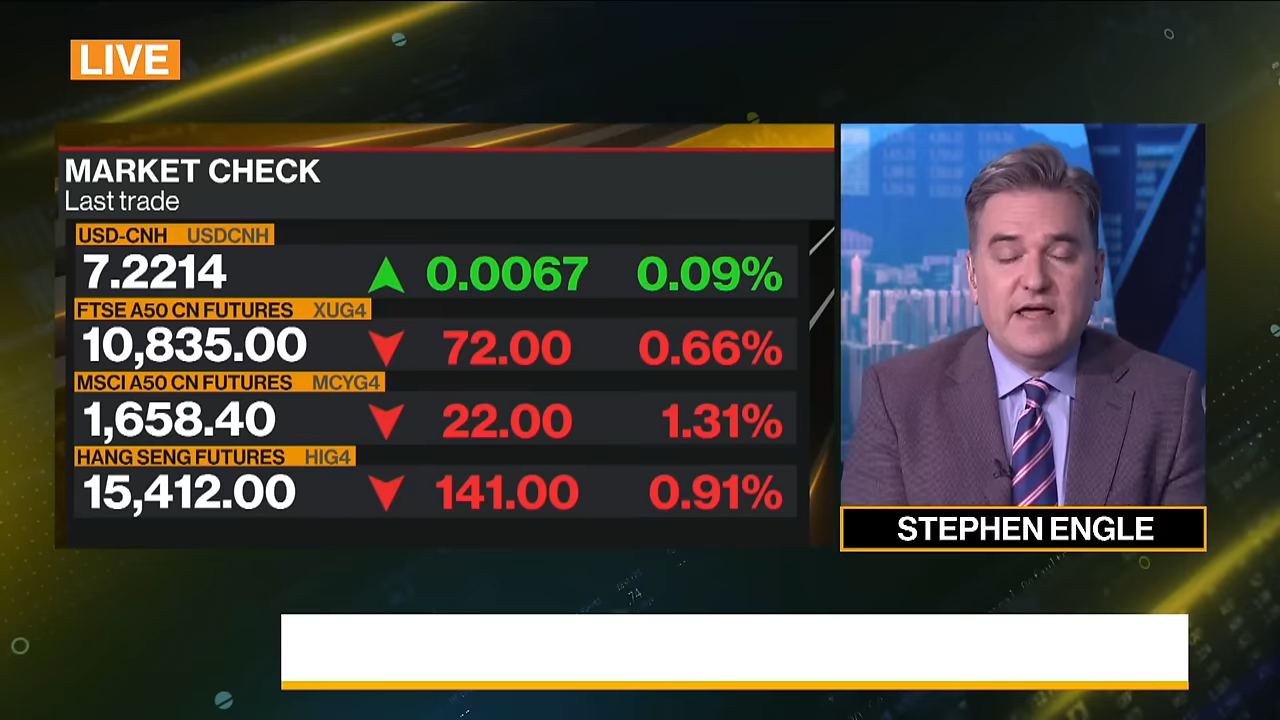 LIVE
MARKET CHECK
Last trade
USD-CNH USDCNH
7.2214 ▲ 0.0067 0.09%
FTSE A50 CN FUTURES XUG4
10,835.00 ▼ 72.00 0.66%
MSCI A50 CN FUTURES MCYG4
1,658.40 ▼ 22.00 1.31%
HANG SENG FUTURES HIG4
15,412.00 ▼ 141.00 0.91%
STEPHEN ENGLE